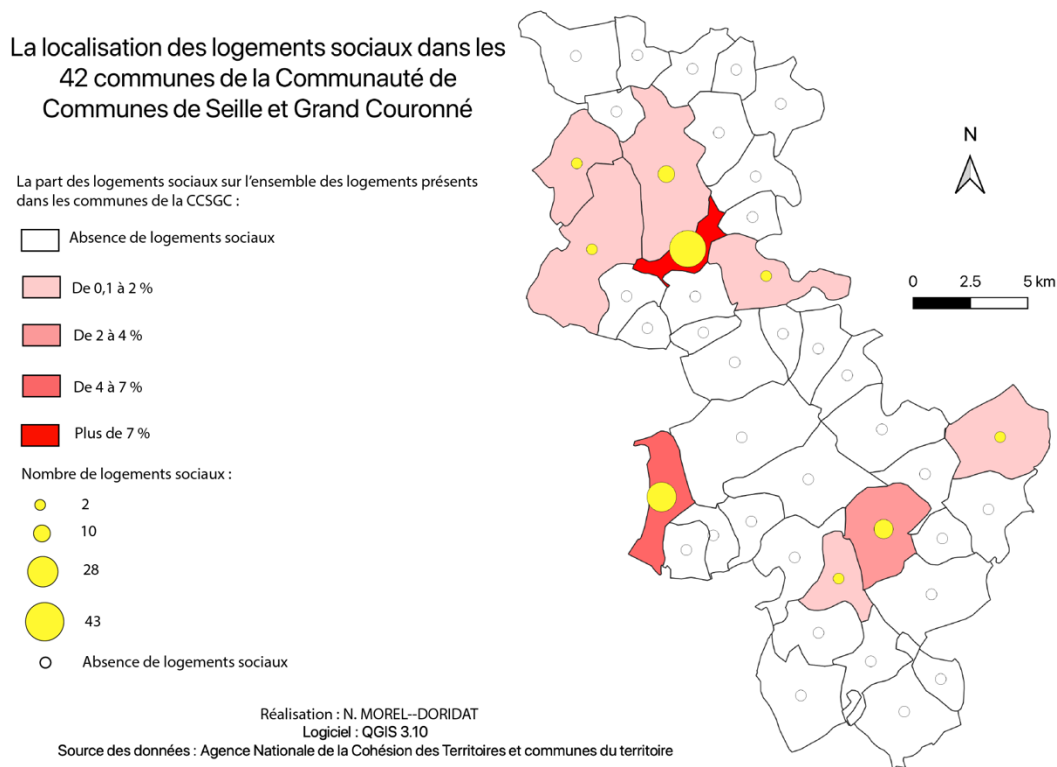 La localisation des logements sociaux dans les
42 communes de la Communauté de
Communes de Seille et Grand Couronné
La part des logements sociaux sur l'ensemble des logements présents
dans les communes de la CCSGC :
Absence de logements sociaux
De 0,1 à 2 %
De 2 à 4 %
De 4 à 7 %
Plus de 7 %
Nombre de logements sociaux :
2
10
28
43
Absence de logements sociaux
N
0 2.5 5 km
Réalisation : N. MOREL--DORIDAT
Logiciel : QGIS 3.10
Source des données : Agence Nationale de la Cohésion des Territoires et communes du territoire